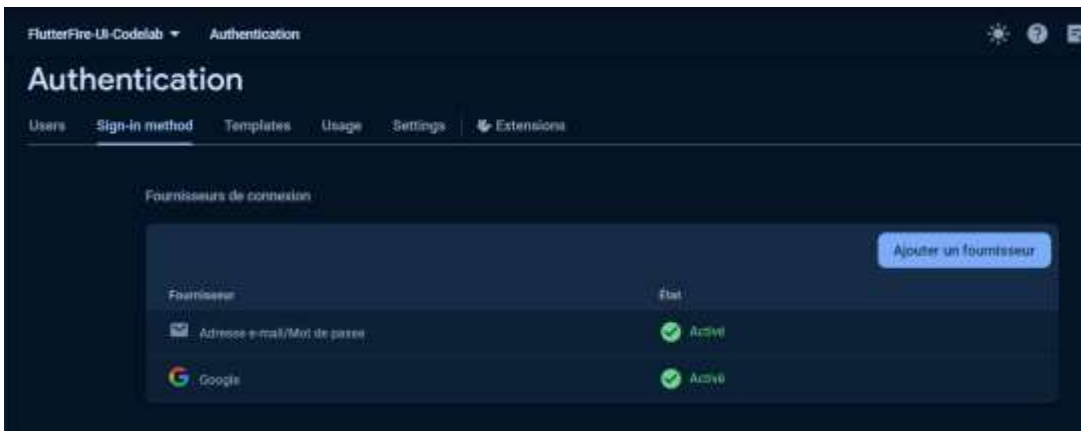 FlutterFire-UI-Codelab Authentication
Authentication
Users Sign-in method Templates Usage Settings Extensions
Fournisseurs de connexion
Ajouter un fournisseur
Fournisseur État
Adresse e-mail/Mot de passe Activé
Google Activé